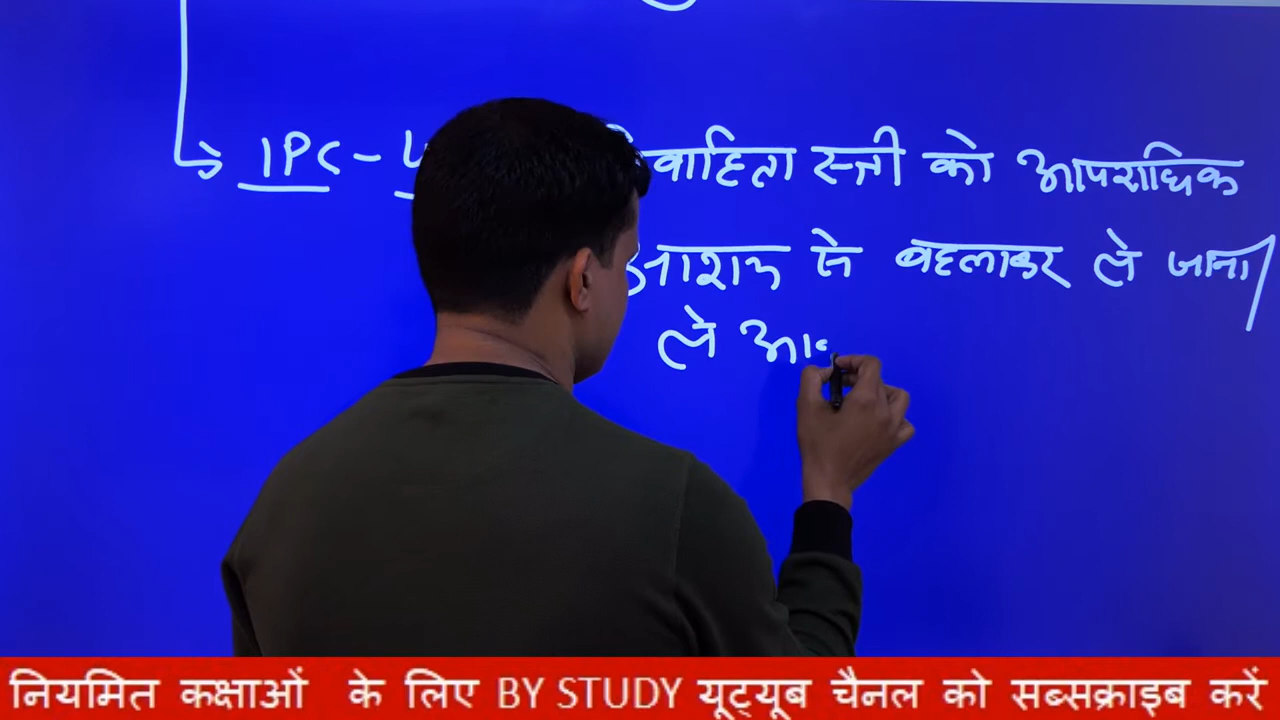 IPC - वाहिता स्त्री को आपराधिक
आशय से बहलाकर ले जाना/
ले आ
नियमित कक्षाओं के लिए BY STUDY यूट्यूब चैनल को सब्सक्राइब करें